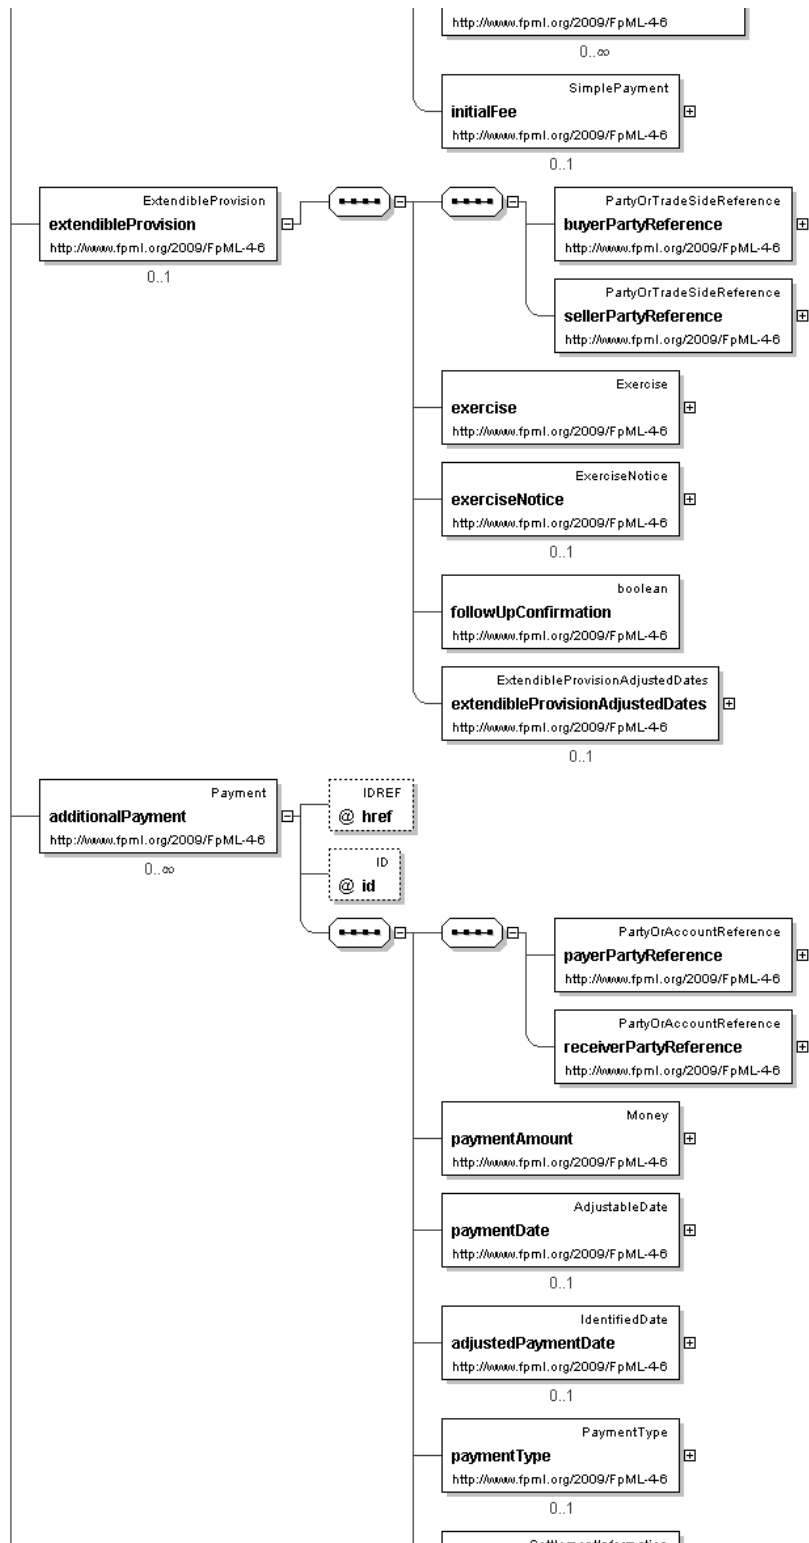 http://www.fpml.org/2009/FpML-4-6
0..∞
SimplePayment
initialFee
http://www.fpml.org/2009/FpML-4-6
0..1
ExtendibleProvision
extendibleProvision
http://www.fpml.org/2009/FpML-4-6
0..1
PartyOrTradeSideReference
buyerPartyReference
http://www.fpml.org/2009/FpML-4-6
PartyOrTradeSideReference
sellerPartyReference
http://www.fpml.org/2009/FpML-4-6
Exercise
exercise
http://www.fpml.org/2009/FpML-4-6
ExerciseNotice
exerciseNotice
http://www.fpml.org/2009/FpML-4-6
0..1
boolean
followUpConfirmation
http://www.fpml.org/2009/FpML-4-6
ExtendibleProvisionAdjustedDates
extendibleProvisionAdjustedDates
http://www.fpml.org/2009/FpML-4-6
0..1
Payment
additionalPayment
http://www.fpml.org/2009/FpML-4-6
0..∞
IDREF
@ href
ID
@ id
PartyOrAccountReference
payerPartyReference
http://www.fpml.org/2009/FpML-4-6
PartyOrAccountReference
receiverPartyReference
http://www.fpml.org/2009/FpML-4-6
Money
paymentAmount
http://www.fpml.org/2009/FpML-4-6
AdjustableDate
paymentDate
http://www.fpml.org/2009/FpML-4-6
0..1
IdentifiedDate
adjustedPaymentDate
http://www.fpml.org/2009/FpML-4-6
0..1
PaymentType
paymentType
http://www.fpml.org/2009/FpML-4-6
0..1
SettlementInformation